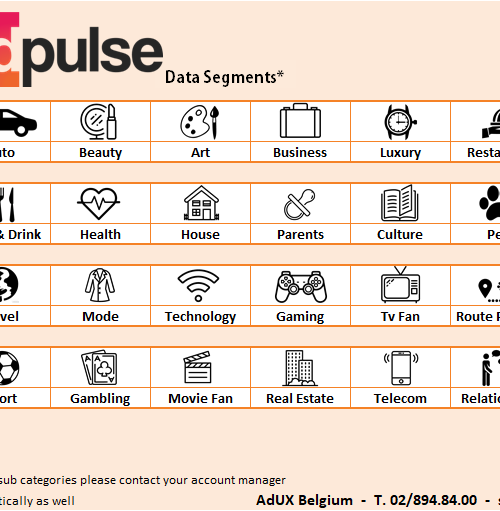 dpulse
Data Segments*
uto Beauty Art Business Luxury Resta
& Drink Health House Parents Culture Pe
vel Mode Technology Gaming Tv Fan Route P
ort Gambling Movie Fan Real Estate Telecom Relatio
sub categories please contact your account manager
tically as well
AdUX Belgium - T. 02/894.84.00 - s